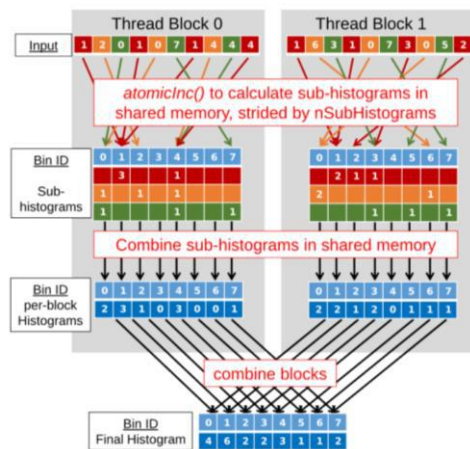 Thread Block 0 Thread Block 1
Input 1 2 0 1 0 7 1 4 4 4 1 6 3 1 0 7 3 0 5 2
atomicInc() to calculate sub-histograms in
shared memory, strided by nSubHistograms
Bin ID 0 1 2 3 4 5 6 7 0 1 2 3 4 5 6 7
3 1 2 1 1
Sub- 1 1 1 2 1
histograms 1 1 1 1 1 1
Combine sub-histograms in shared memory
Bin ID 0 1 2 3 4 5 6 7 0 1 2 3 4 5 6 7
per-block 2 3 1 0 3 0 0 1 2 2 1 2 0 1 1 1
Histograms
combine blocks
Bin ID 0 1 2 3 4 5 6 7
Final Histogram 4 6 2 2 3 1 1 2